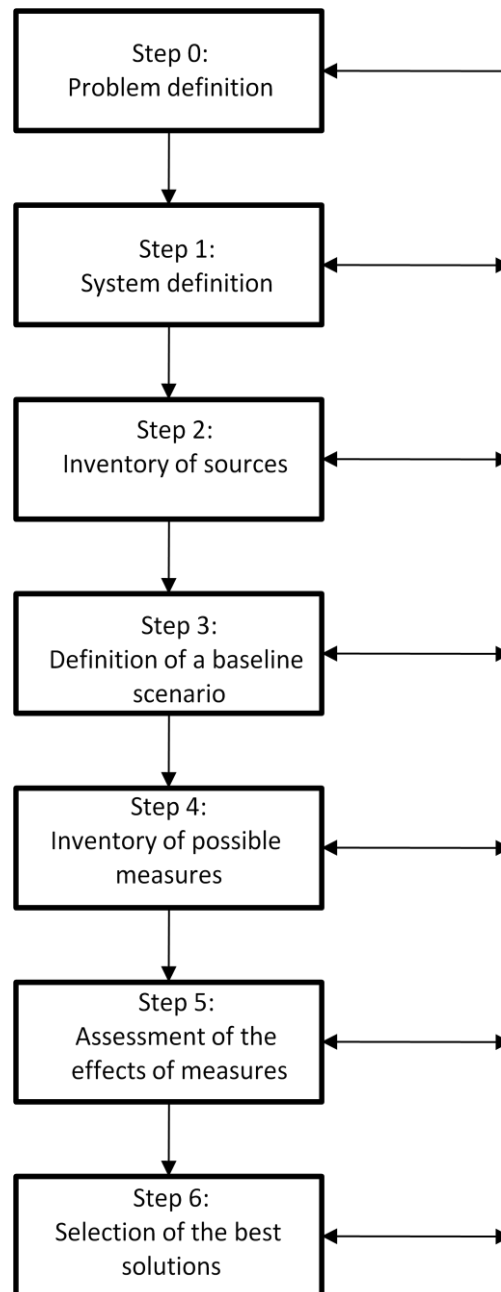 Step 0:
Problem definition
Step 1:
System definition
Step 2:
Inventory of sources
Step 3:
Definition of a baseline
scenario
Step 4:
Inventory of possible
measures
Step 5:
Assessment of the
effects of measures
Step 6:
Selection of the best
solutions